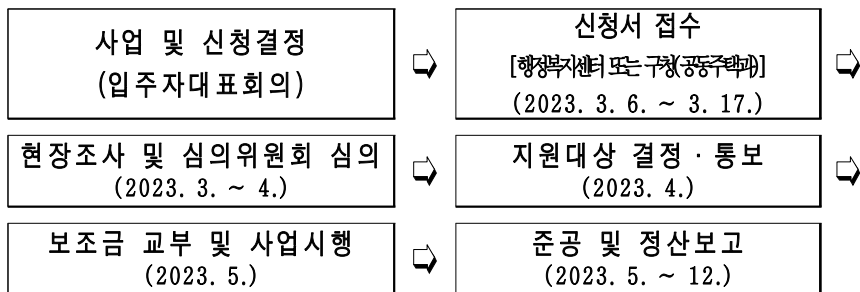 사업 및 신청결정
(입주자대표회의)
신청서 접수
[행정복지센터 또는 구청(공동주택과)]
(2023. 3. 6. ~ 3. 17.)
현장조사 및 심의위원회 심의
(2023. 3. ~ 4.)
지원대상 결정·통보
(2023. 4.)
보조금 교부 및 사업시행
(2023. 5.)
준공 및 정산보고
(2023. 5. ~ 12.)